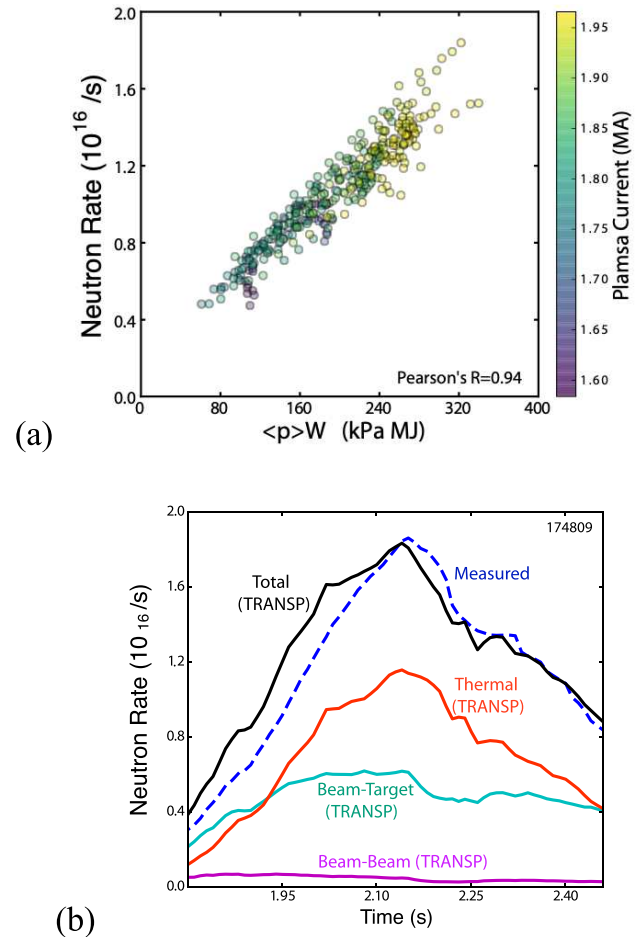 (a)
Neutron Rate (10^16 /s)
2.0
1.6
1.2
0.8
0.4
0.0
Pearson's R=0.94
0 80 160 240 320 400
<p>W (kPa MJ)
1.95
1.90
1.85
1.80
1.75
1.70
1.65
1.60
Plamsa Current (MA)
(b)
Neutron Rate (10 16 /s)
2.0
1.6
1.2
0.8
0.4
0.0
174809
Total
(TRANSP)
Measured
Thermal
(TRANSP)
Beam-Target
(TRANSP)
Beam-Beam (TRANSP)
1.95 2.10 2.25 2.40
Time (s)